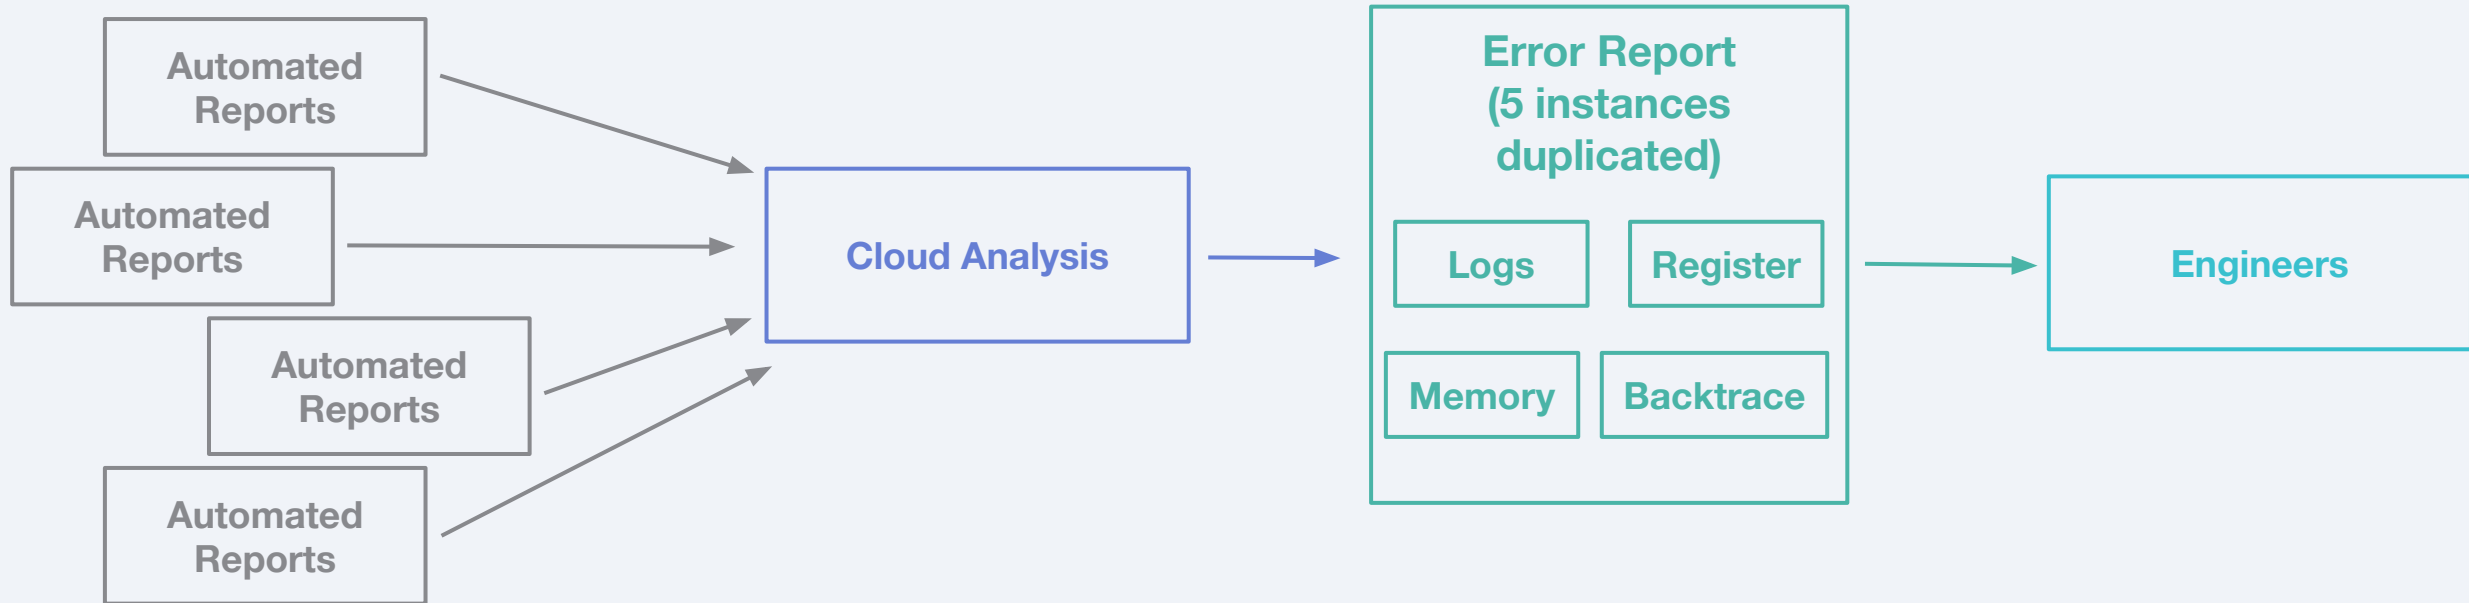 Automated
Reports
Automated
Reports
Automated
Reports
Automated
Reports
Cloud Analysis
Error Report
(5 instances
duplicated)
Logs
Register
Memory
Backtrace
Engineers